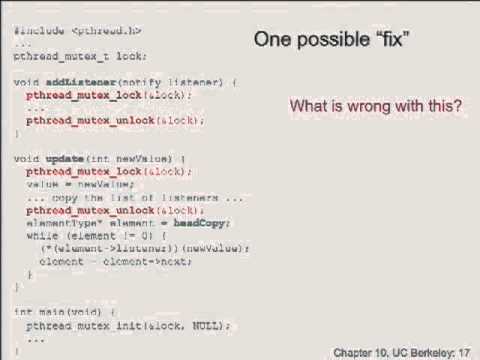 #include <pthread.h>
...
pthread_mutex_t lock;
One possible “fix”
void addListener(notify listener) {
pthread_mutex_lock(&lock);
...
pthread_mutex_unlock(&lock);
}
What is wrong with this?
void update(int newValue) {
pthread_mutex_lock(&lock);
value = newValue;
... copy the list of listeners ...
pthread_mutex_unlock(&lock);
elementType* element = headCopy;
while (element != 0) {
(*(element->listener))(newValue);
element = element->next;
}
}
int main(void) {
pthread_mutex_init(&lock, NULL);
...
}
Chapter 10, UC Berkeley: 17